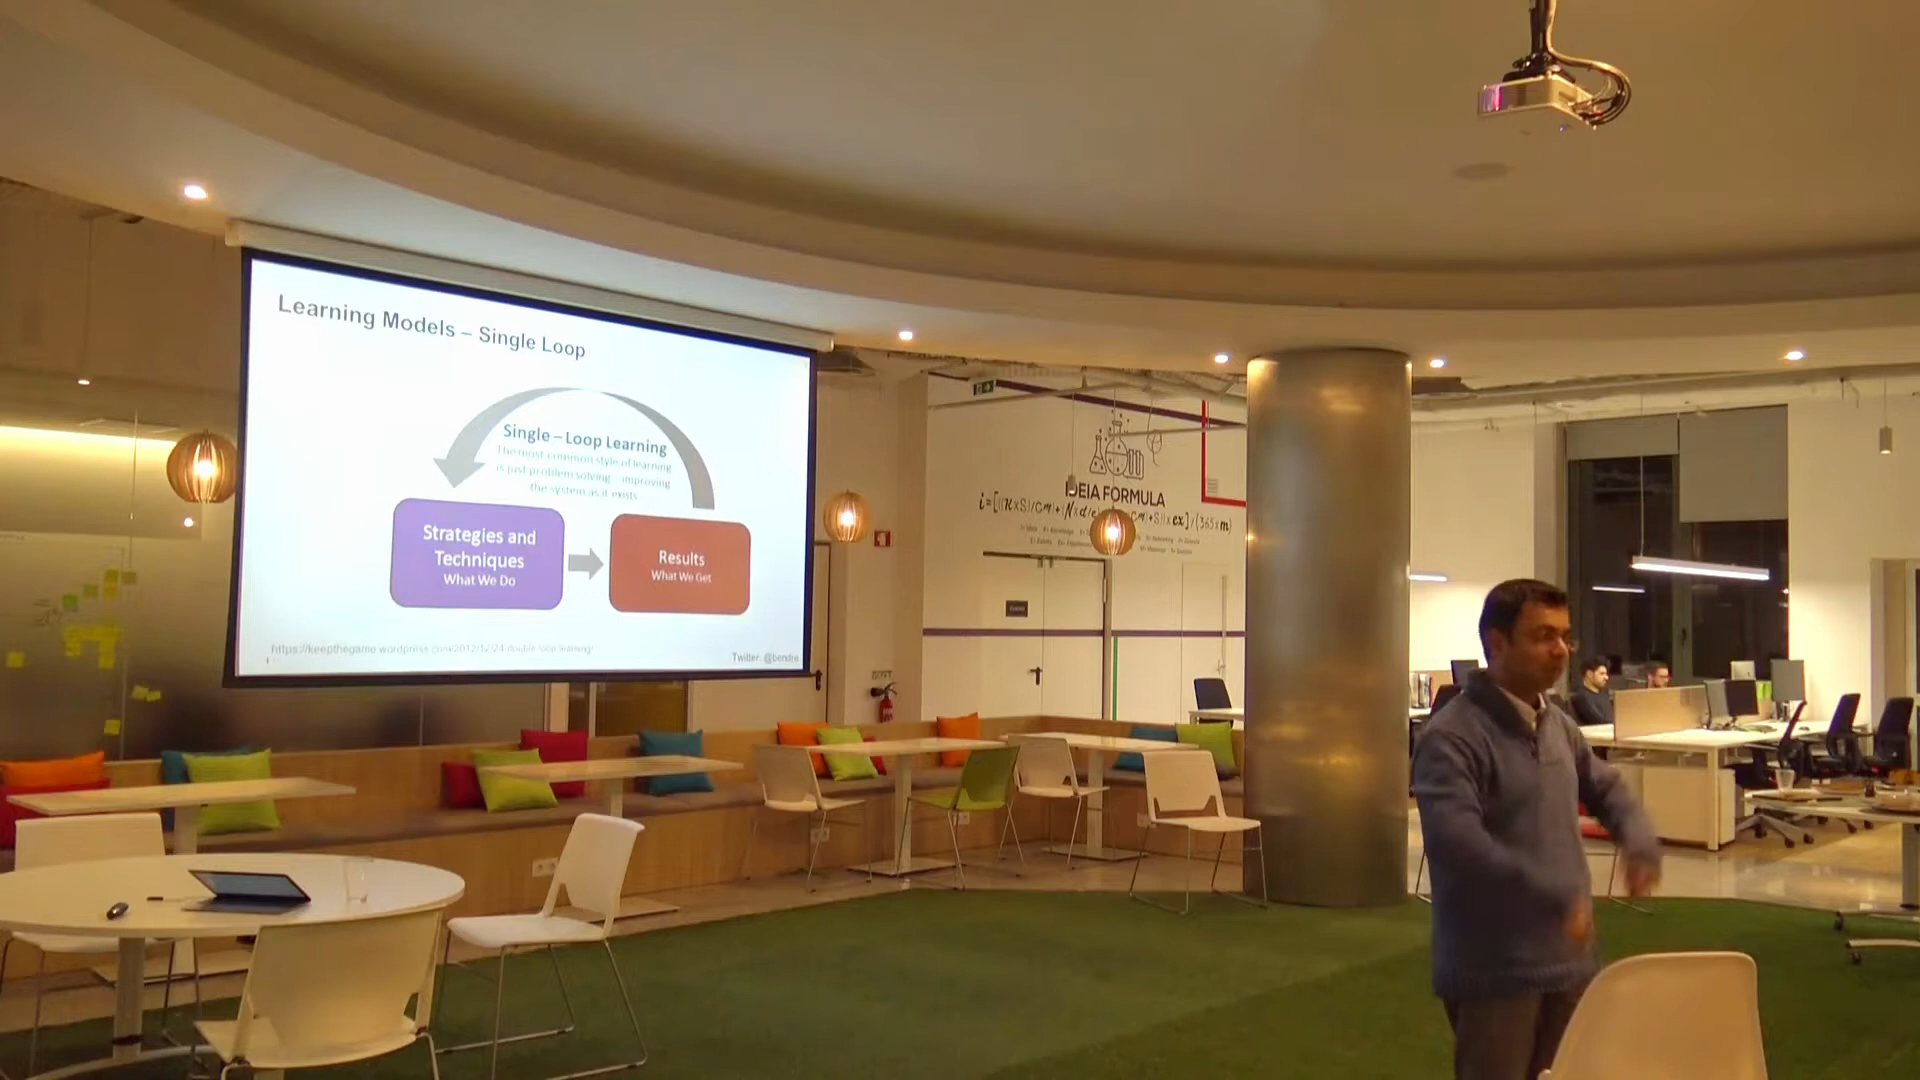 Learning Models – Single Loop
Single – Loop Learning
The most common style of learning
is just problem solving – improving
the system as it exists
Strategies and
Techniques
What We Do
Results
What We Get
https://keepthegame.wordpress.com/2012/12/24/double-loop-learning/
Twitter: @bendre
IDEIA FORMULA